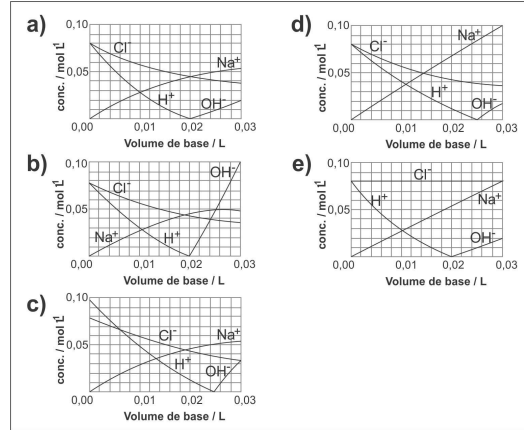 a)
conc. / mol L⁻¹
0,10
0,05
0,00
Cl⁻
Na⁺
H⁺
OH⁻
0,01
0,02
0,03
Volume de base / L
b)
conc. / mol L⁻¹
0,10
0,05
0,00
Cl⁻
Na⁺
H⁺
OH⁻
0,01
0,02
0,03
Volume de base / L
c)
conc. / mol L⁻¹
0,10
0,05
0,00
Cl⁻
Na⁺
H⁺
OH⁻
0,01
0,02
0,03
Volume de base / L
d)
conc. / mol L⁻¹
0,10
0,05
0,00
Cl⁻
Na⁺
H⁺
OH⁻
0,01
0,02
0,03
Volume de base / L
e)
conc. / mol L⁻¹
0,10
0,05
0,00
Cl⁻
H⁺
Na⁺
OH⁻
0,01
0,02
0,03
Volume de base / L